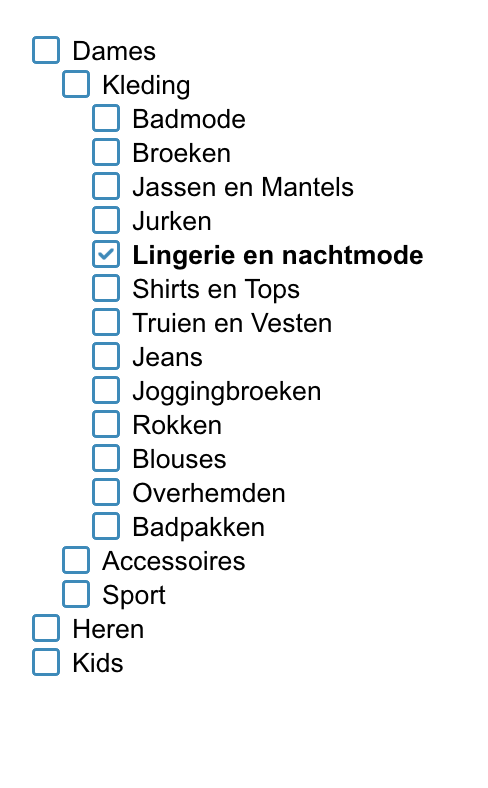 Dames
Kleding
Badmode
Broeken
Jassen en Mantels
Jurken
Lingerie en nachtmode
Shirts en Tops
Truien en Vesten
Jeans
Joggingbroeken
Rokken
Blouses
Overhemden
Badpakken
Accessoires
Sport
Heren
Kids